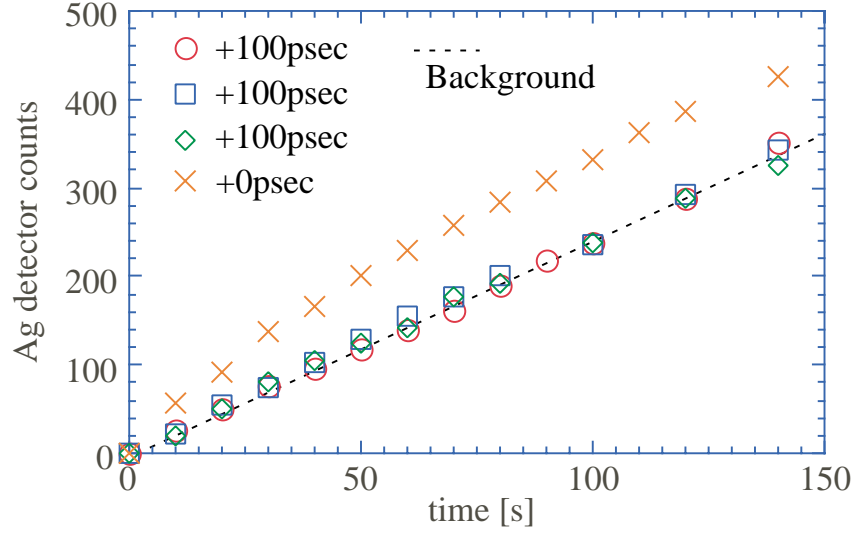 500
400
300
200
100
0
Ag detector counts
+100psec
+100psec
+100psec
+0psec
Background
0
50
100
150
time [s]